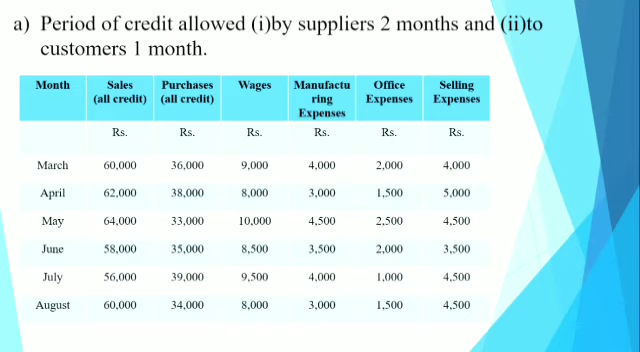 a) Period of credit allowed (i)by suppliers 2 months and (ii)to
customers 1 month.
Month Sales (all credit) Purchases (all credit) Wages Manufactu ring Expenses Office Expenses Selling Expenses
Rs. Rs. Rs. Rs. Rs. Rs.
March 60,000 36,000 9,000 4,000 2,000 4,000
April 62,000 38,000 8,000 3,000 1,500 5,000
May 64,000 33,000 10,000 4,500 2,500 4,500
June 58,000 35,000 8,500 3,500 2,000 3,500
July 56,000 39,000 9,500 4,000 1,000 4,500
August 60,000 34,000 8,000 3,000 1,500 4,500